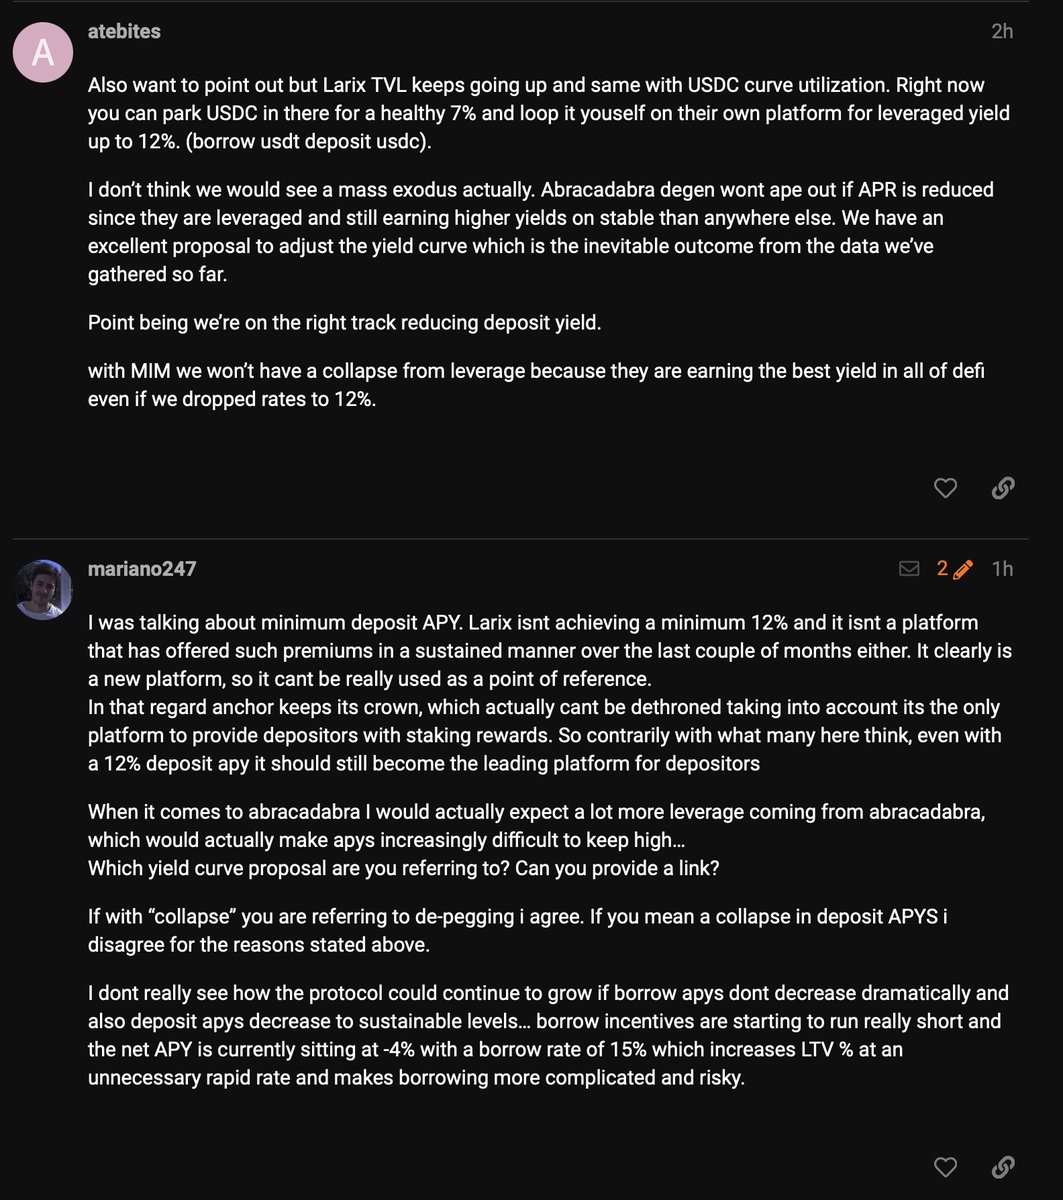 A
atebites
2h
Also want to point out but Larix TVL keeps going up and same with USDC curve utilization. Right now
you can park USDC in there for a healthy 7% and loop it youself on their own platform for leveraged yield
up to 12%. (borrow usdt deposit usdc).
I don’t think we would see a mass exodus actually. Abracadabra degen wont ape out if APR is reduced
since they are leveraged and still earning higher yields on stable than anywhere else. We have an
excellent proposal to adjust the yield curve which is the inevitable outcome from the data we’ve
gathered so far.
Point being we’re on the right track reducing deposit yield.
with MIM we won’t have a collapse from leverage because they are earning the best yield in all of defi
even if we dropped rates to 12%.
mariano247
2
1h
I was talking about minimum deposit APY. Larix isnt achieving a minimum 12% and it isnt a platform
that has offered such premiums in a sustained manner over the last couple of months either. It clearly is
a new platform, so it cant be really used as a point of reference.
In that regard anchor keeps its crown, which actually cant be dethroned taking into account its the only
platform to provide depositors with staking rewards. So contrarily with what many here think, even with
a 12% deposit apy it should still become the leading platform for depositors
When it comes to abracadabra I would actually expect a lot more leverage coming from abracadabra,
which would actually make apys increasingly difficult to keep high…
Which yield curve proposal are you referring to? Can you provide a link?
If with “collapse” you are referring to de-pegging i agree. If you mean a collapse in deposit APYS i
disagree for the reasons stated above.
I dont really see how the protocol could continue to grow if borrow apys dont decrease dramatically and
also deposit apys decrease to sustainable levels… borrow incentives are starting to run really short and
the net APY is currently sitting at -4% with a borrow rate of 15% which increases LTV % at an
unnecessary rapid rate and makes borrowing more complicated and risky.